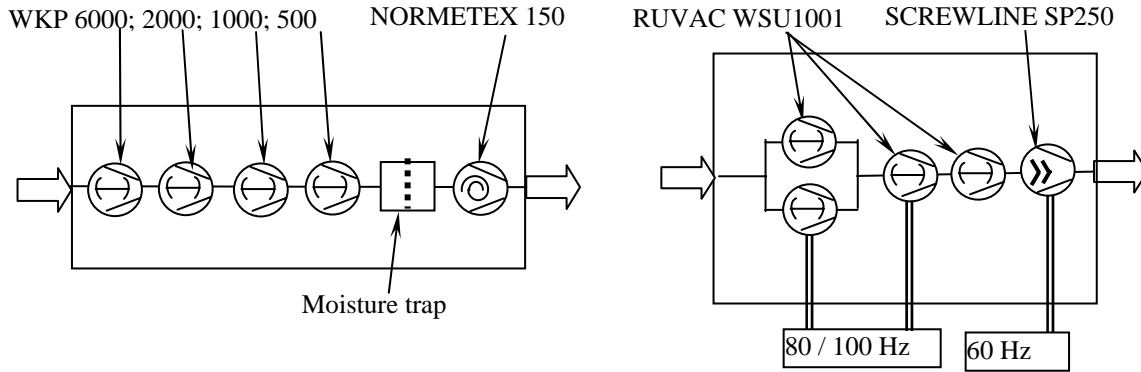 WKP 6000; 2000; 1000; 500
NORMETEX 150
Moisture trap
RUVAC WSU1001
SCREWLINE SP250
80 / 100 Hz
60 Hz